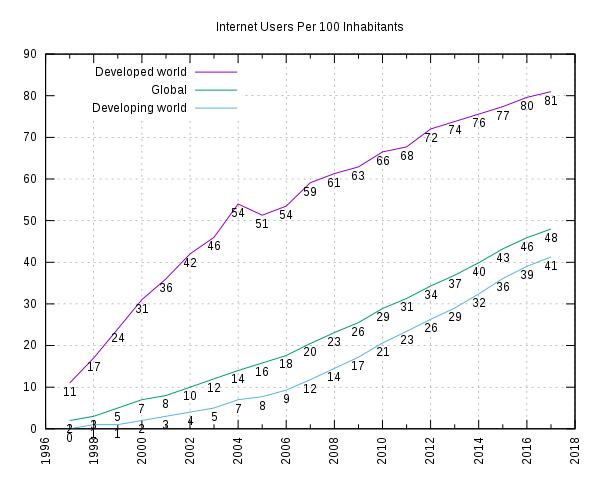 Internet Users Per 100 Inhabitants
90
80
70
60
50
40
30
20
10
0
Developed world
Global
Developing world
11 17 24 31 36 42 46 54 51 54 59 61 63 66 68 72 74 76 77 80 81
2 3 5 7 8 10 12 14 16 18 20 23 26 29 31 34 37 40 43 46 48
0 1 2 3 4 5 7 8 9 12 14 17 21 23 26 29 32 36 39 41
1996 1998 2000 2002 2004 2006 2008 2010 2012 2014 2016 2018